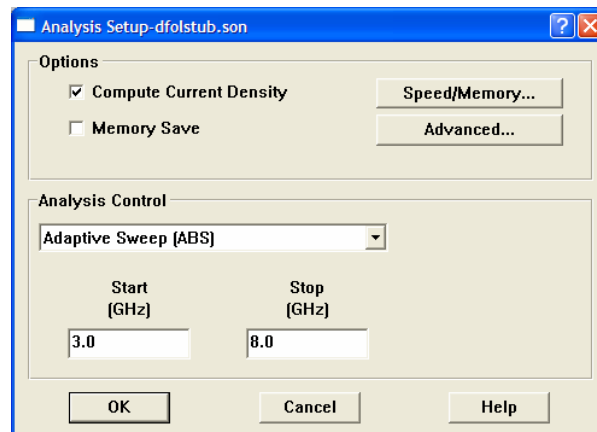 Analysis Setup-dfolstub.son
Options
Compute Current Density
Speed/Memory...
Memory Save
Advanced...
Analysis Control
Adaptive Sweep (ABS)
Start
(GHz)
Stop
(GHz)
3.0
8.0
OK
Cancel
Help